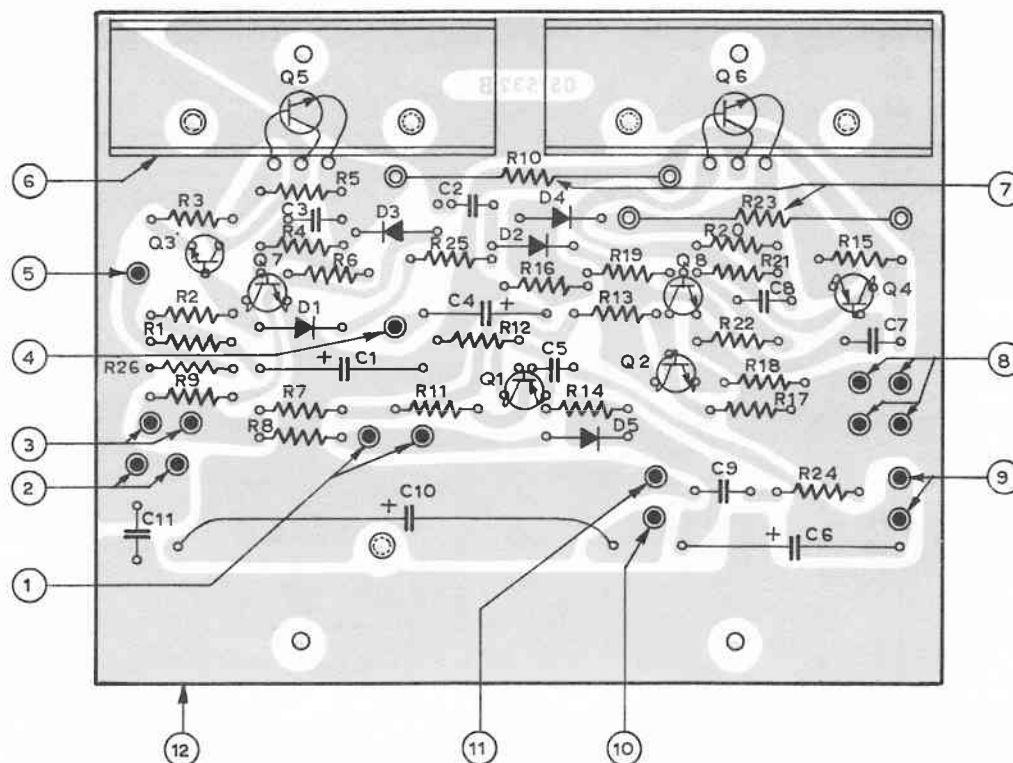 Q5
Q6
05 532 B
6
R10
7
R5
C2
D4
R3
C3
D3
R23
R4
D2
R20
Q3
R25
R15
5
Q7
R6
R16
R19
Q8
R21
C8
Q4
R2
D1
C4
+
R13
R1
R12
R22
C7
4
+
C1
C5
Q2
8
R26
Q1
R18
R9
R7
R11
R14
R17
3
R8
D5
2
C9
R24
9
+
C10
C11
+
C6
1
12
11
10